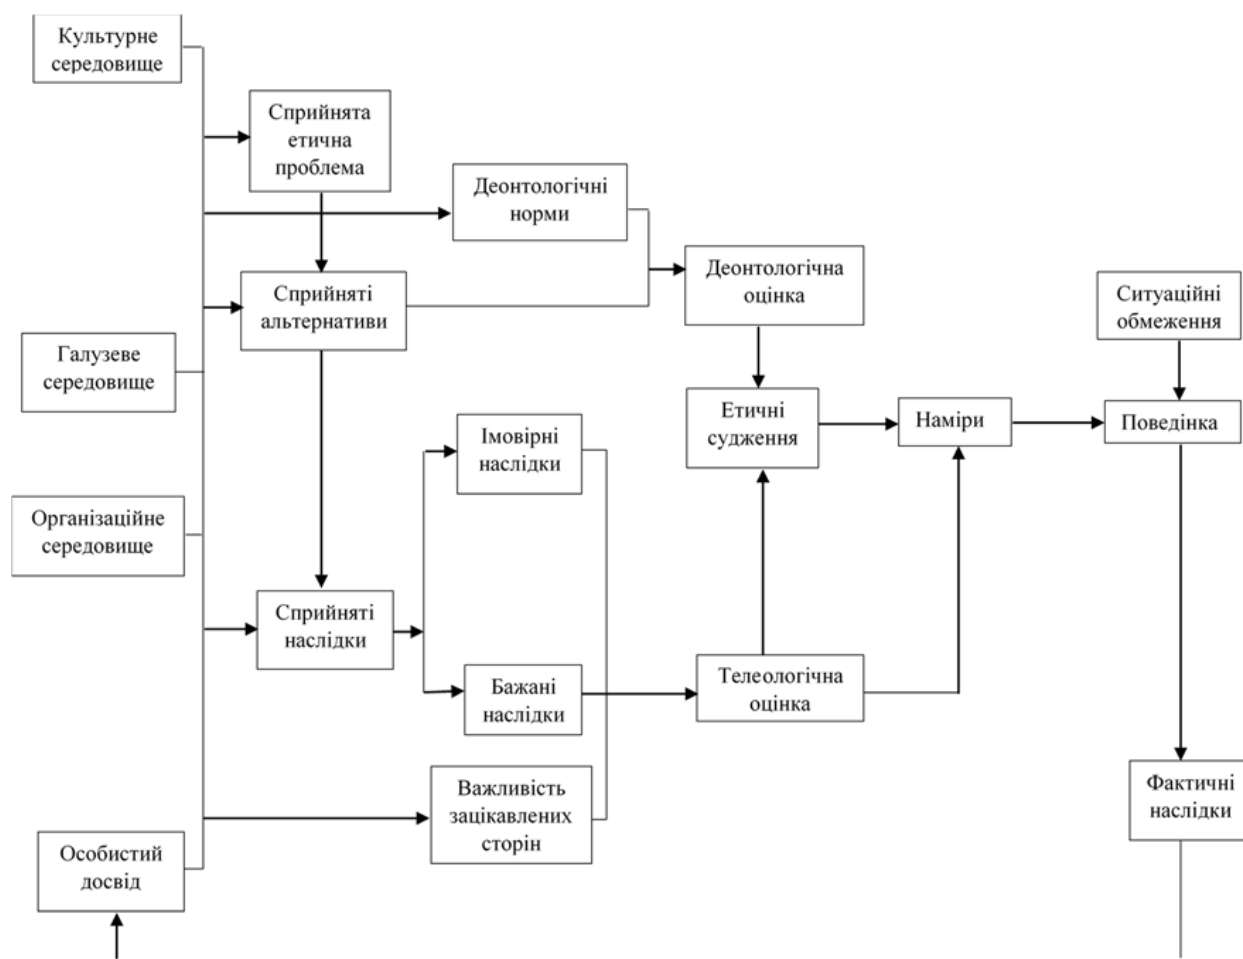 Культурне
середовище
Сприйнята
етична
проблема
Деонтологічні
норми
Деонтологічна
оцінка
Сприйняті
альтернативи
Ситуаційні
обмеження
Галузеве
середовище
Етичні
судження
Наміри
Поведінка
Імовірні
наслідки
Організаційне
середовище
Сприйняті
наслідки
Бажані
наслідки
Телеологічна
оцінка
Важливість
зацікавлених
сторін
Фактичні
наслідки
Особистий
досвід